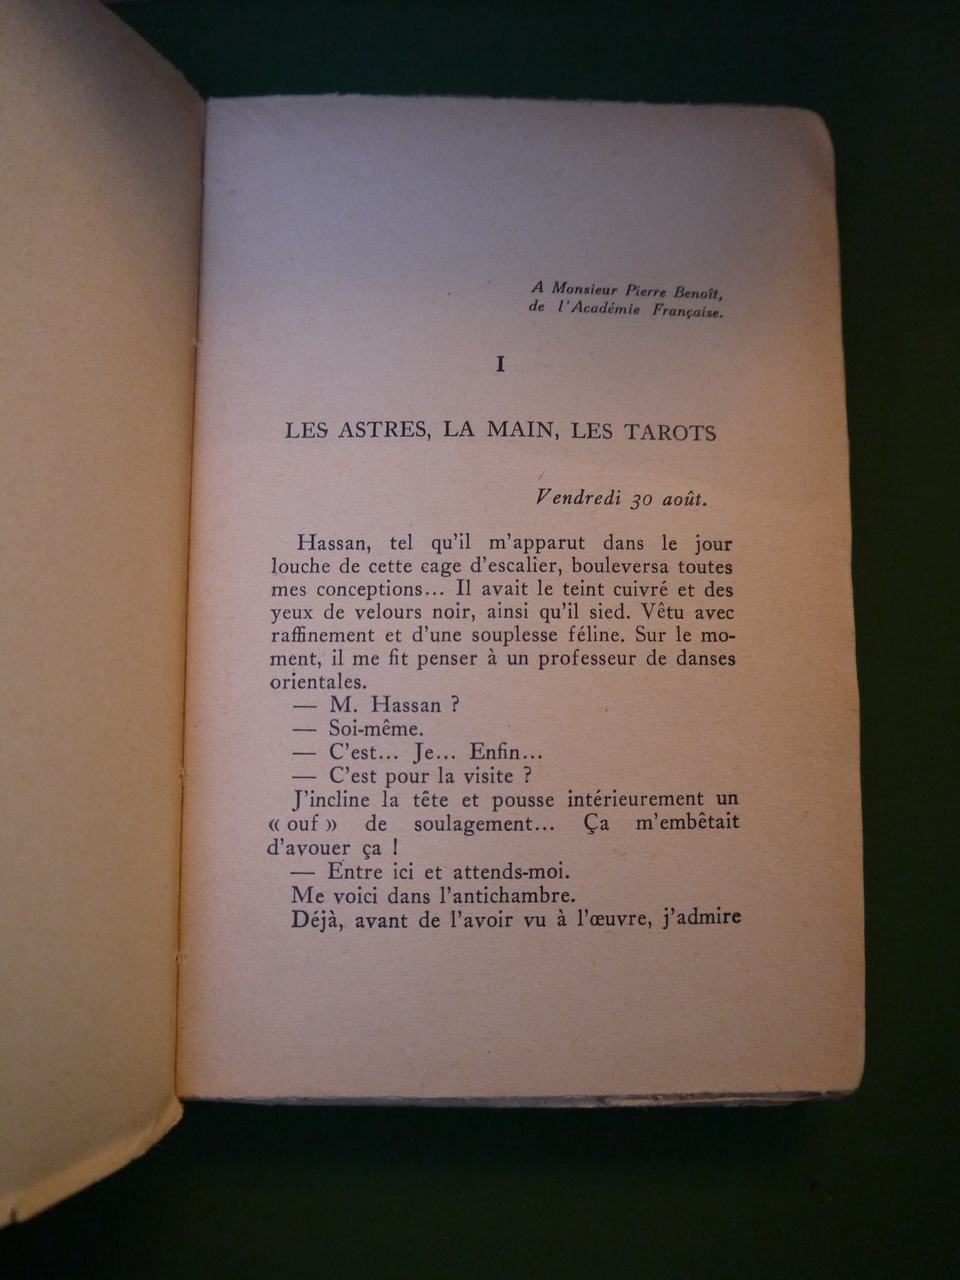 A Monsieur Pierre Benoît,
de l'Académie Française.
I
LES ASTRES, LA MAIN, LES TAROTS
Vendredi 30 août.
Hassan, tel qu'il m'apparut dans le jour
louche de cette cage d'escalier, bouleversa toutes
mes conceptions... Il avait le teint cuivré et des
yeux de velours noir, ainsi qu'il sied. Vêtu avec
raffinement et d'une souplesse féline. Sur le mo-
ment, il me fit penser à un professeur de danses
orientales.
— M. Hassan ?
— Soi-même.
— C'est... Je... Enfin...
— C'est pour la visite ?
J'incline la tête et pousse intérieurement un
« ouf » de soulagement... Ça m'embêtait
d'avouer ça !
— Entre ici et attends-moi.
Me voici dans l'antichambre.
Déjà, avant de l'avoir vu à l'œuvre, j'admire